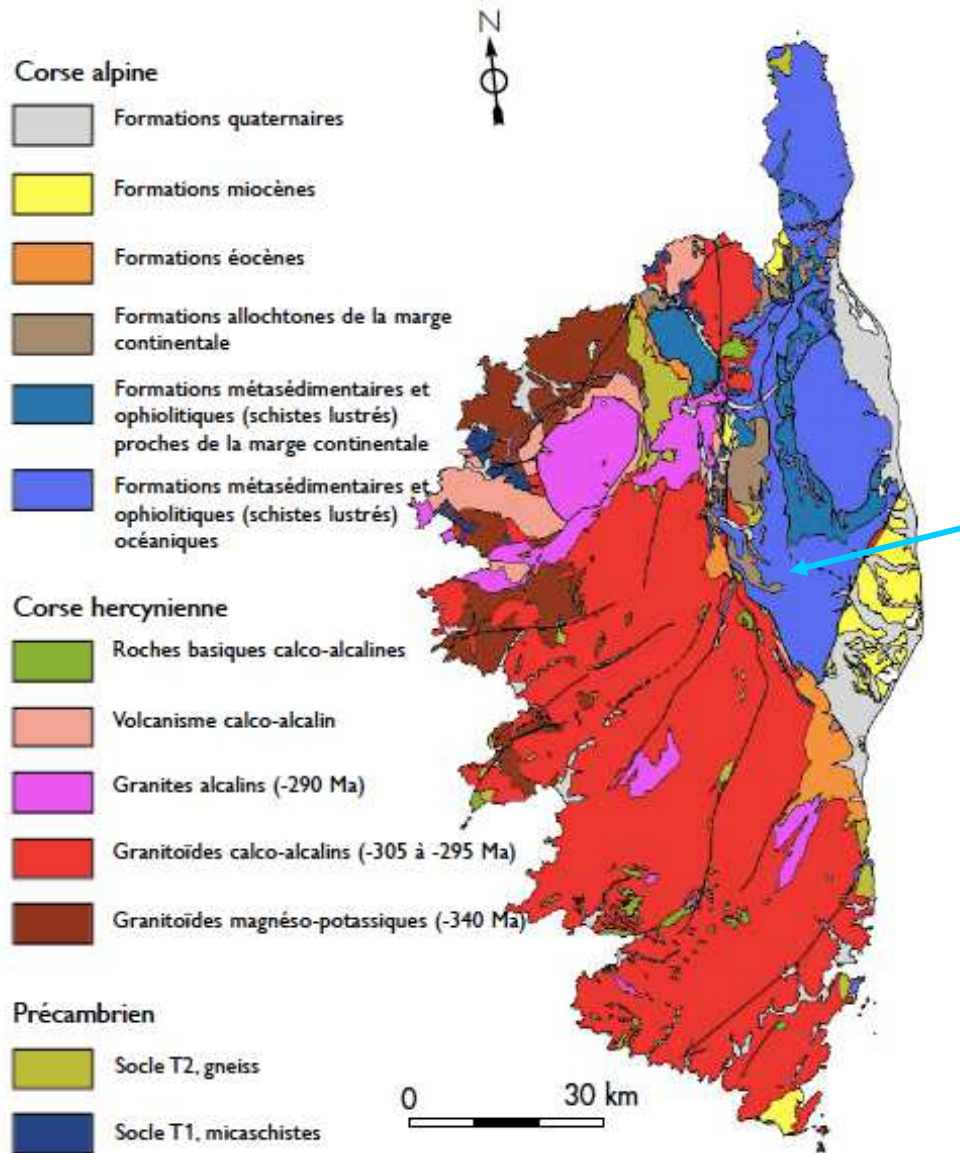 N
Corse alpine
Formations quaternaires
Formations miocènes
Formations éocènes
Formations allochtones de la marge
continentale
Formations métasédimentaires et
ophiolitiques (schistes lustrés)
proches de la marge continentale
Formations métasédimentaires et
ophiolitiques (schistes lustrés)
océaniques
Corse hercynienne
Roches basiques calco-alcalines
Volcanisme calco-alcalin
Granites alcalins (-290 Ma)
Granitoïdes calco-alcalins (-305 à -295 Ma)
Granitoïdes magnéso-potassiques (-340 Ma)
Précambrien
Socle T2, gneiss
Socle T1, micaschistes
0 30 km